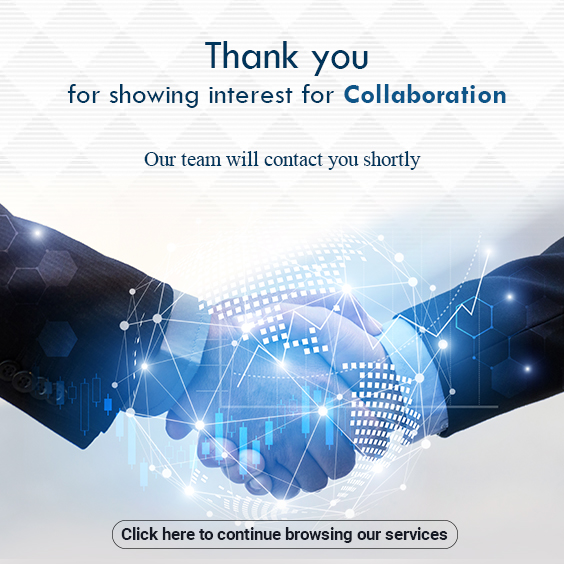 Thank you
for showing interest for Collaboration
Our team will contact you shortly
Click here to continue browsing our services